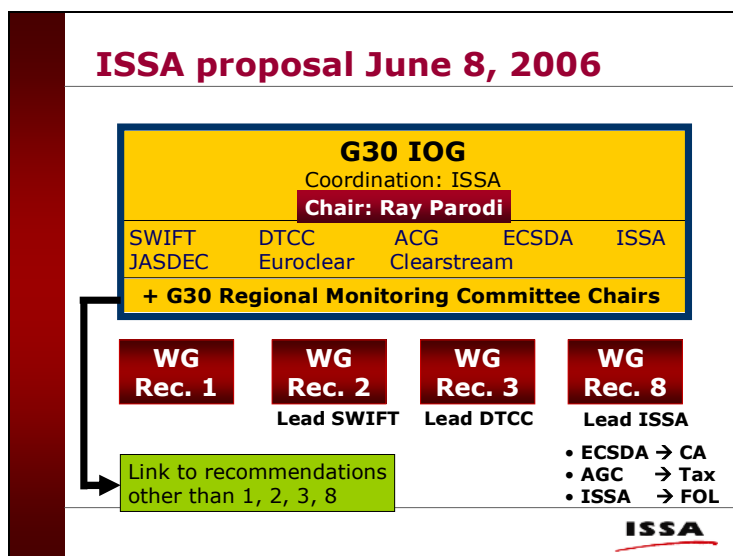 ISSA proposal June 8, 2006
G30 IOG
Coordination: ISSA
Chair: Ray Parodi
SWIFT DTCC ACG ECSDA ISSA
JASDEC Euroclear Clearstream
+ G30 Regional Monitoring Committee Chairs
WG
Rec. 1
WG
Rec. 2
Lead SWIFT
WG
Rec. 3
Lead DTCC
WG
Rec. 8
Lead ISSA
• ECSDA → CA
• AGC → Tax
• ISSA → FOL
Link to recommendations
other than 1, 2, 3, 8
ISSA